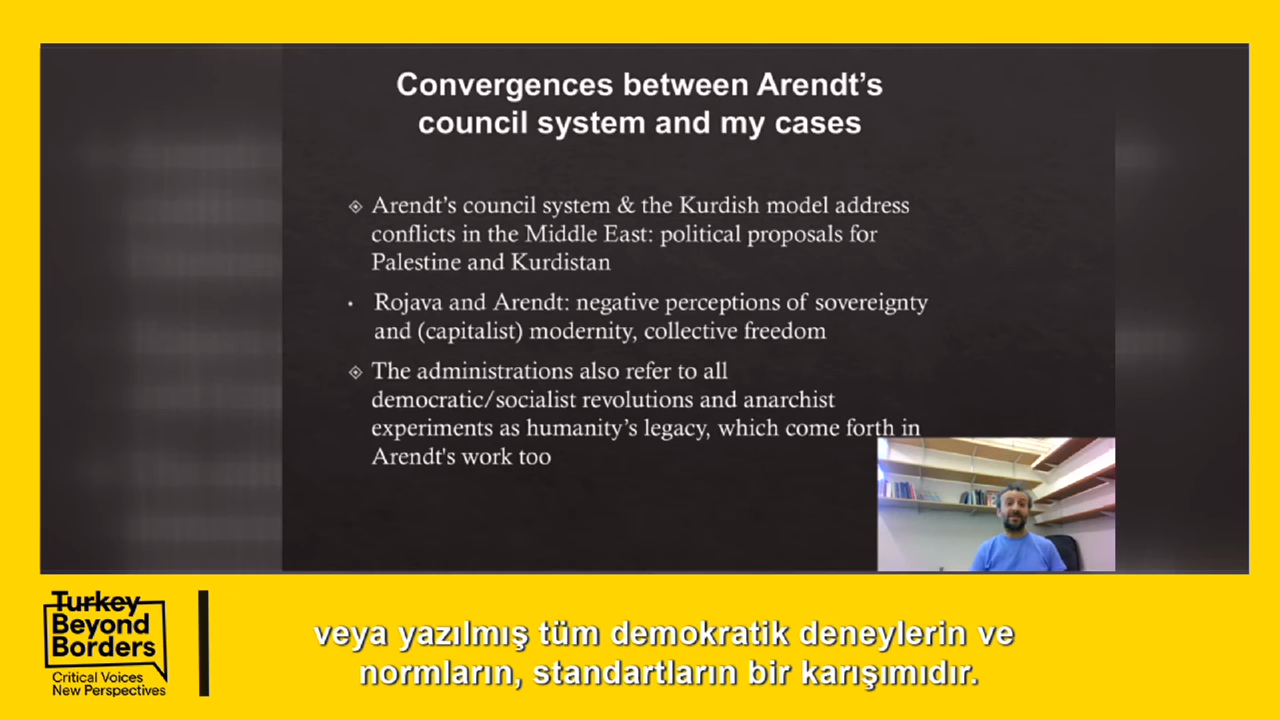 Convergences between Arendt's
council system and my cases
Arendt's council system & the Kurdish model address
conflicts in the Middle East: political proposals for
Palestine and Kurdistan
Rojava and Arendt: negative perceptions of sovereignty
and (capitalist) modernity, collective freedom
The administrations also refer to all
democratic/socialist revolutions and anarchist
experiments as humanity's legacy, which come forth in
Arendt's work too
Turkey
Beyond
Borders
Critical Voices
New Perspectives
veya yazılmış tüm demokratik deneylerin ve
normların, standartların bir karışımıdır.